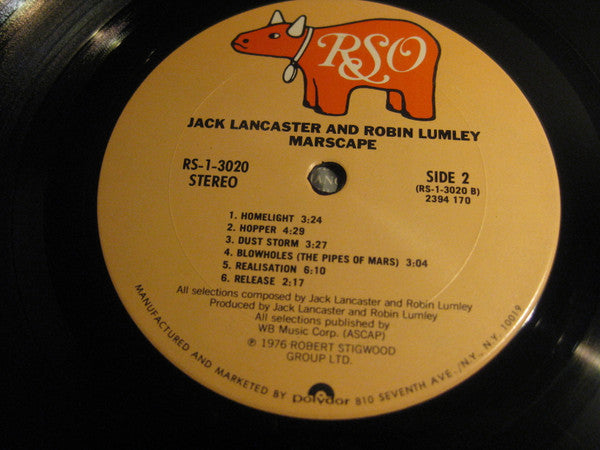 RSO
JACK LANCASTER AND ROBIN LUMLEY
MARSCAPE
RS-1-3020
STEREO
SIDE 2
(RS-1-3020 B)
2394 170
1. HOMELIGHT 3:24
2. HOPPER 4:29
3. DUST STORM 3:27
4. BLOWHOLES (THE PIPES OF MARS) 3:04
5. REALISATION 6:10
6. RELEASE 2:17
All selections composed by Jack Lancaster and Robin Lumley
Produced by Jack Lancaster and Robin Lumley
All selections published by
WB Music Corp. (ASCAP)
℗ 1976 ROBERT STIGWOOD
GROUP LTD.
MANUFACTURED AND MARKETED BY polydor 810 SEVENTH AVE./N.Y., N.Y. 10019